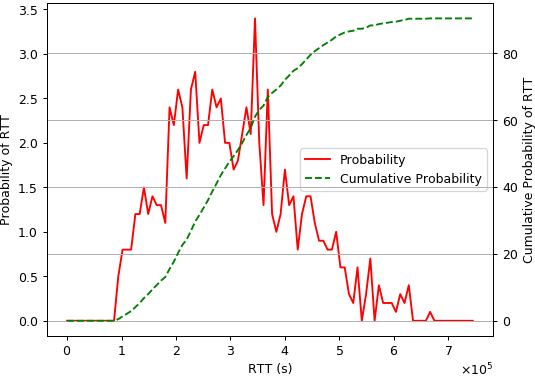 3.5
3.0
2.5
2.0
1.5
1.0
0.5
0.0
Probability of RTT
80
60
40
20
0
Cumulative Probability of RTT
Probability
Cumulative Probability
0 1 2 3 4 5 6 7
RTT (s)
×10⁵